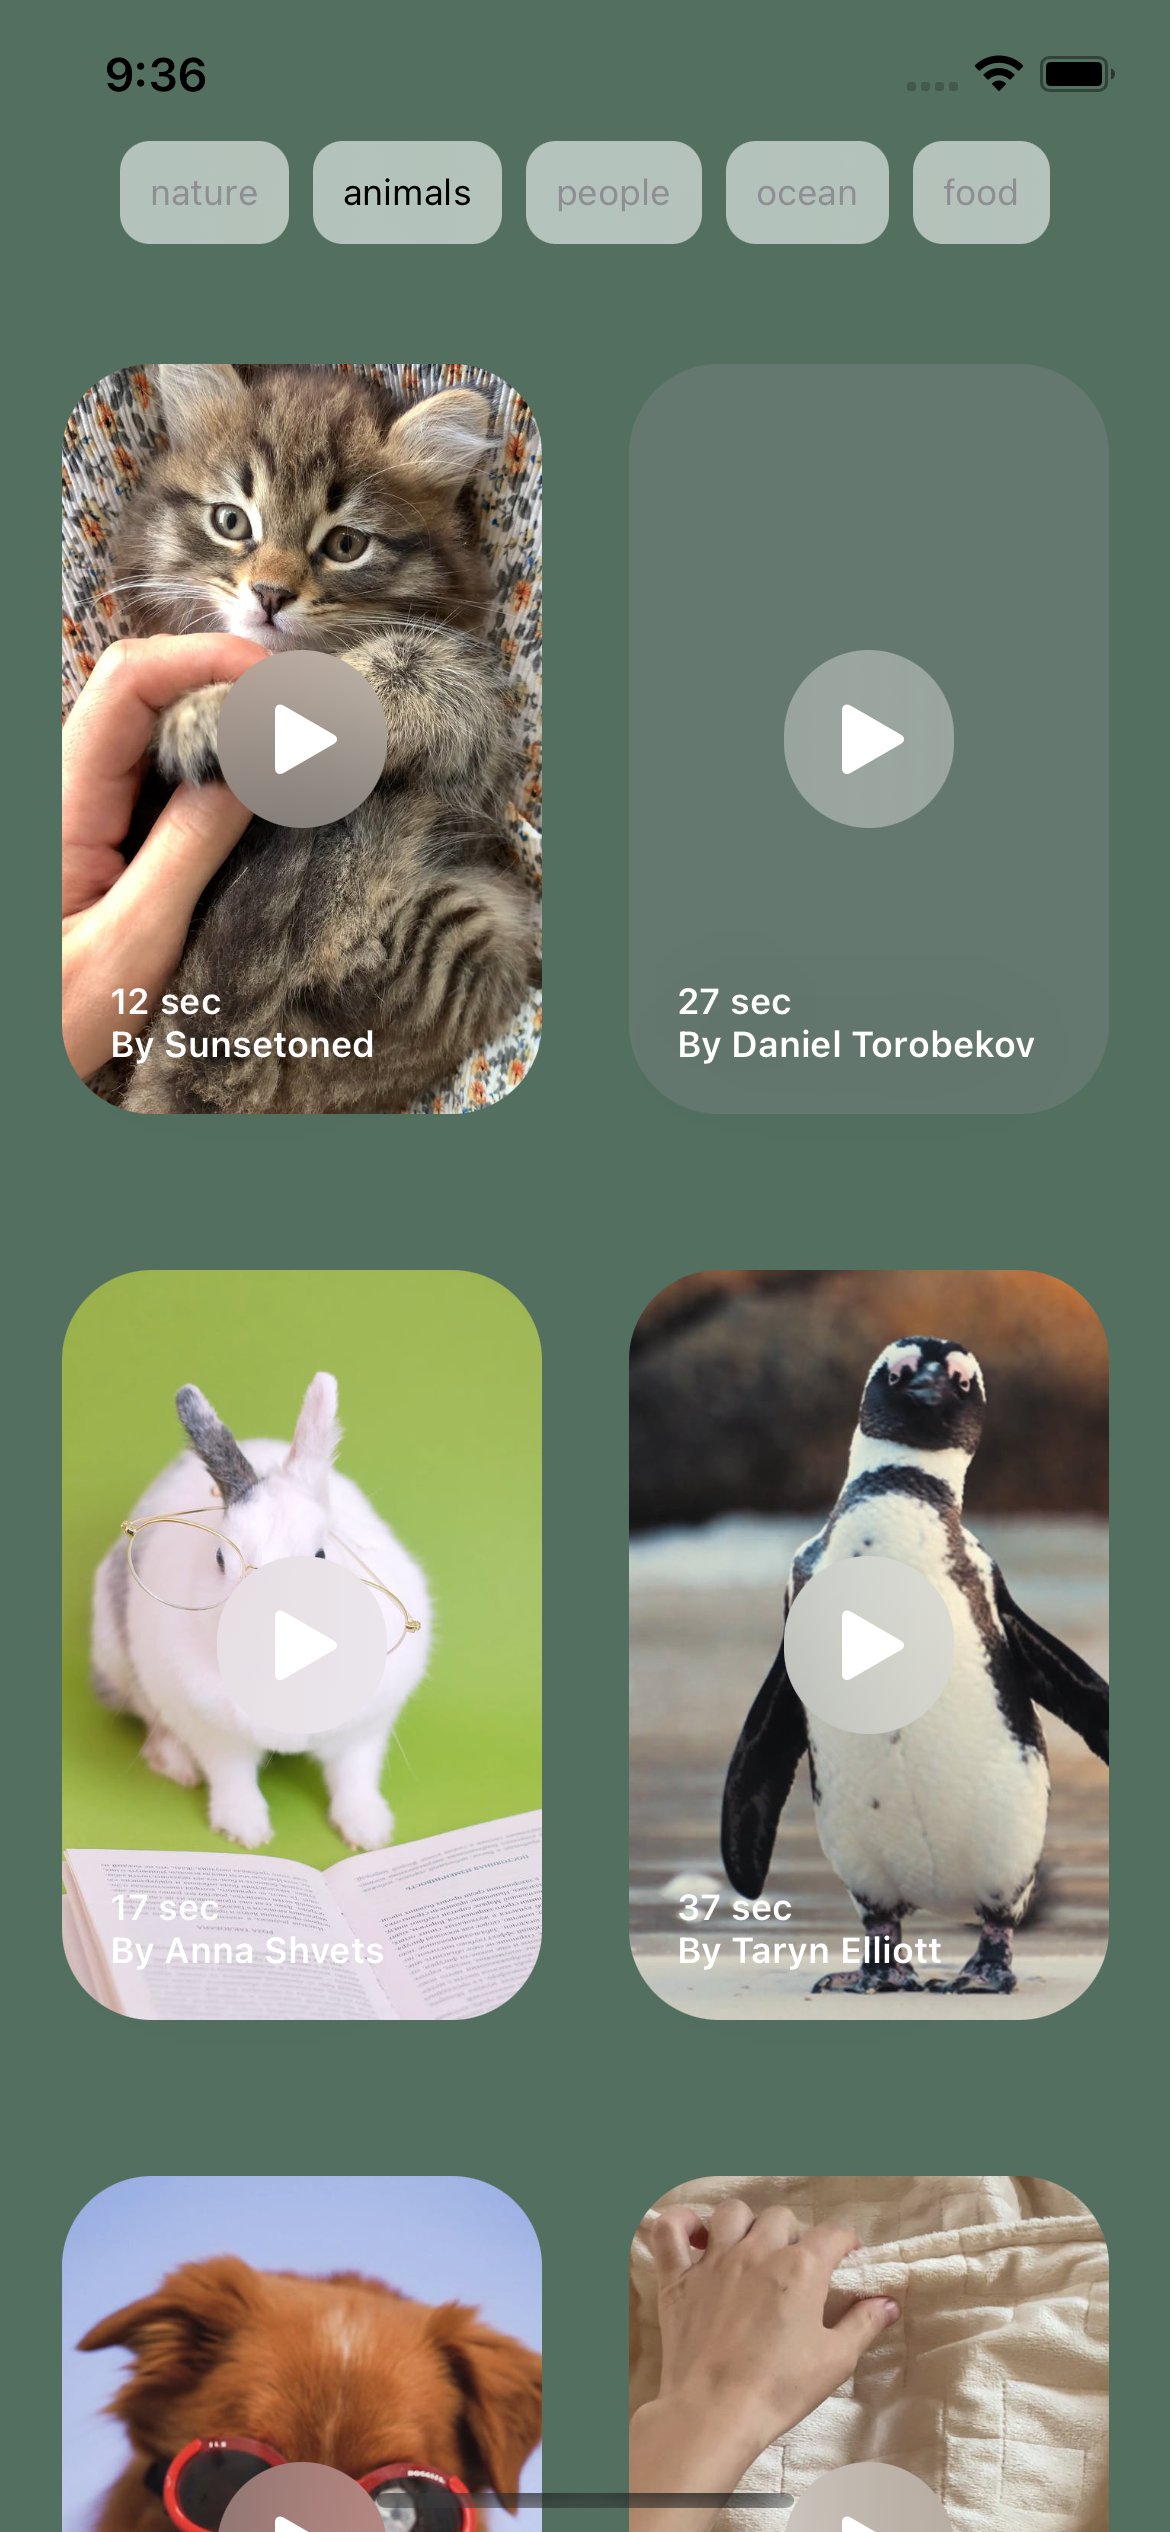 9:36
nature animals people ocean food
12 sec
By Sunsetoned
27 sec
By Daniel Torobekov
17 sec
By Anna Shvets
37 sec
By Taryn Elliott